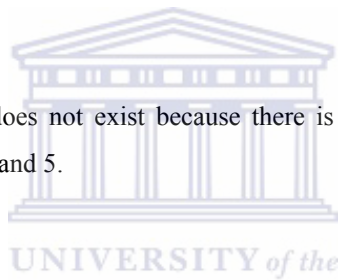 does not exist because there is
and 5.
UNIVERSITY of the